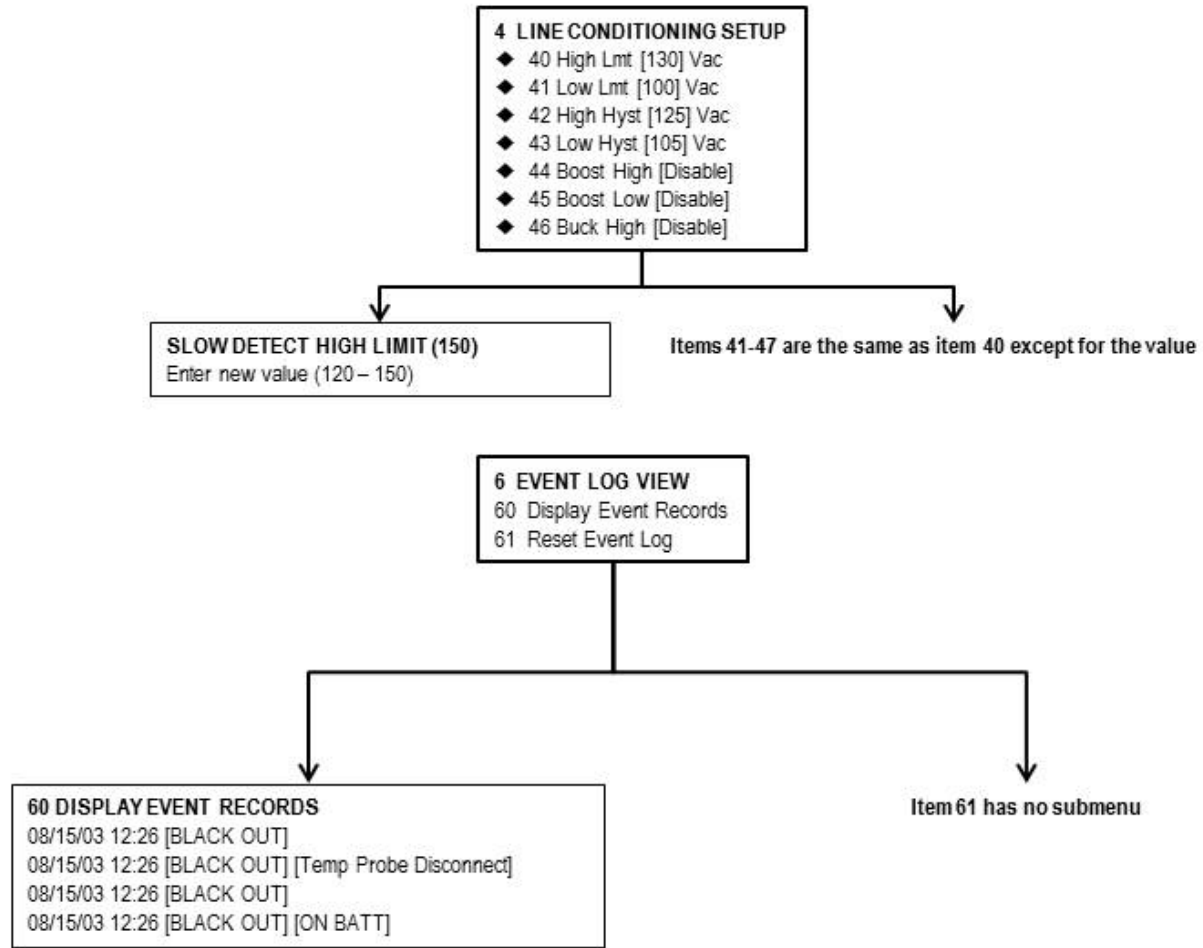 4 LINE CONDITIONING SETUP
◆ 40 High Lmt [130] Vac
◆ 41 Low Lmt [100] Vac
◆ 42 High Hyst [125] Vac
◆ 43 Low Hyst [105] Vac
◆ 44 Boost High [Disable]
◆ 45 Boost Low [Disable]
◆ 46 Buck High [Disable]
SLOW DETECT HIGH LIMIT (150)
Enter new value (120 – 150)
Items 41-47 are the same as item 40 except for the value
6 EVENT LOG VIEW
60 Display Event Records
61 Reset Event Log
60 DISPLAY EVENT RECORDS
08/15/03 12:26 [BLACK OUT]
08/15/03 12:26 [BLACK OUT] [Temp Probe Disconnect]
08/15/03 12:26 [BLACK OUT]
08/15/03 12:26 [BLACK OUT] [ON BATT]
Item 61 has no submenu